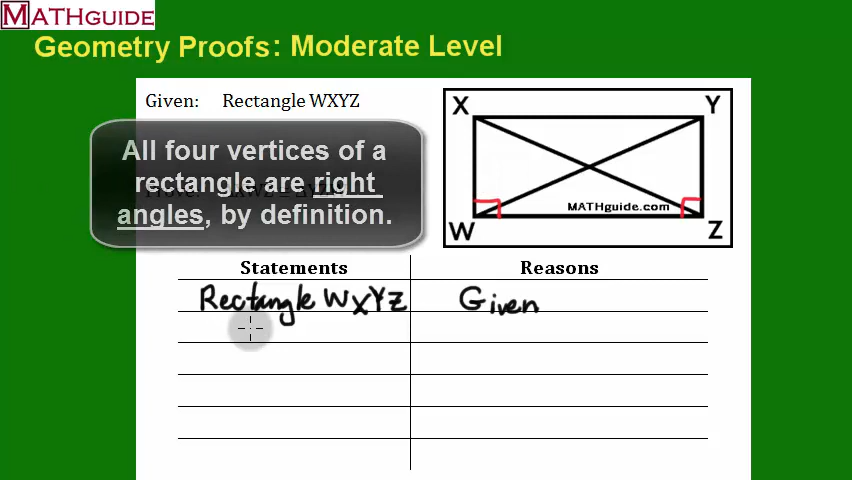 MATHGUIDE
Geometry Proofs: Moderate Level
Given: Rectangle WXYZ
All four vertices of a
rectangle are right
angles, by definition.
X
Y
MATHguide.com
W
Z
Statements
Reasons
Rectangle WXYZ
Given